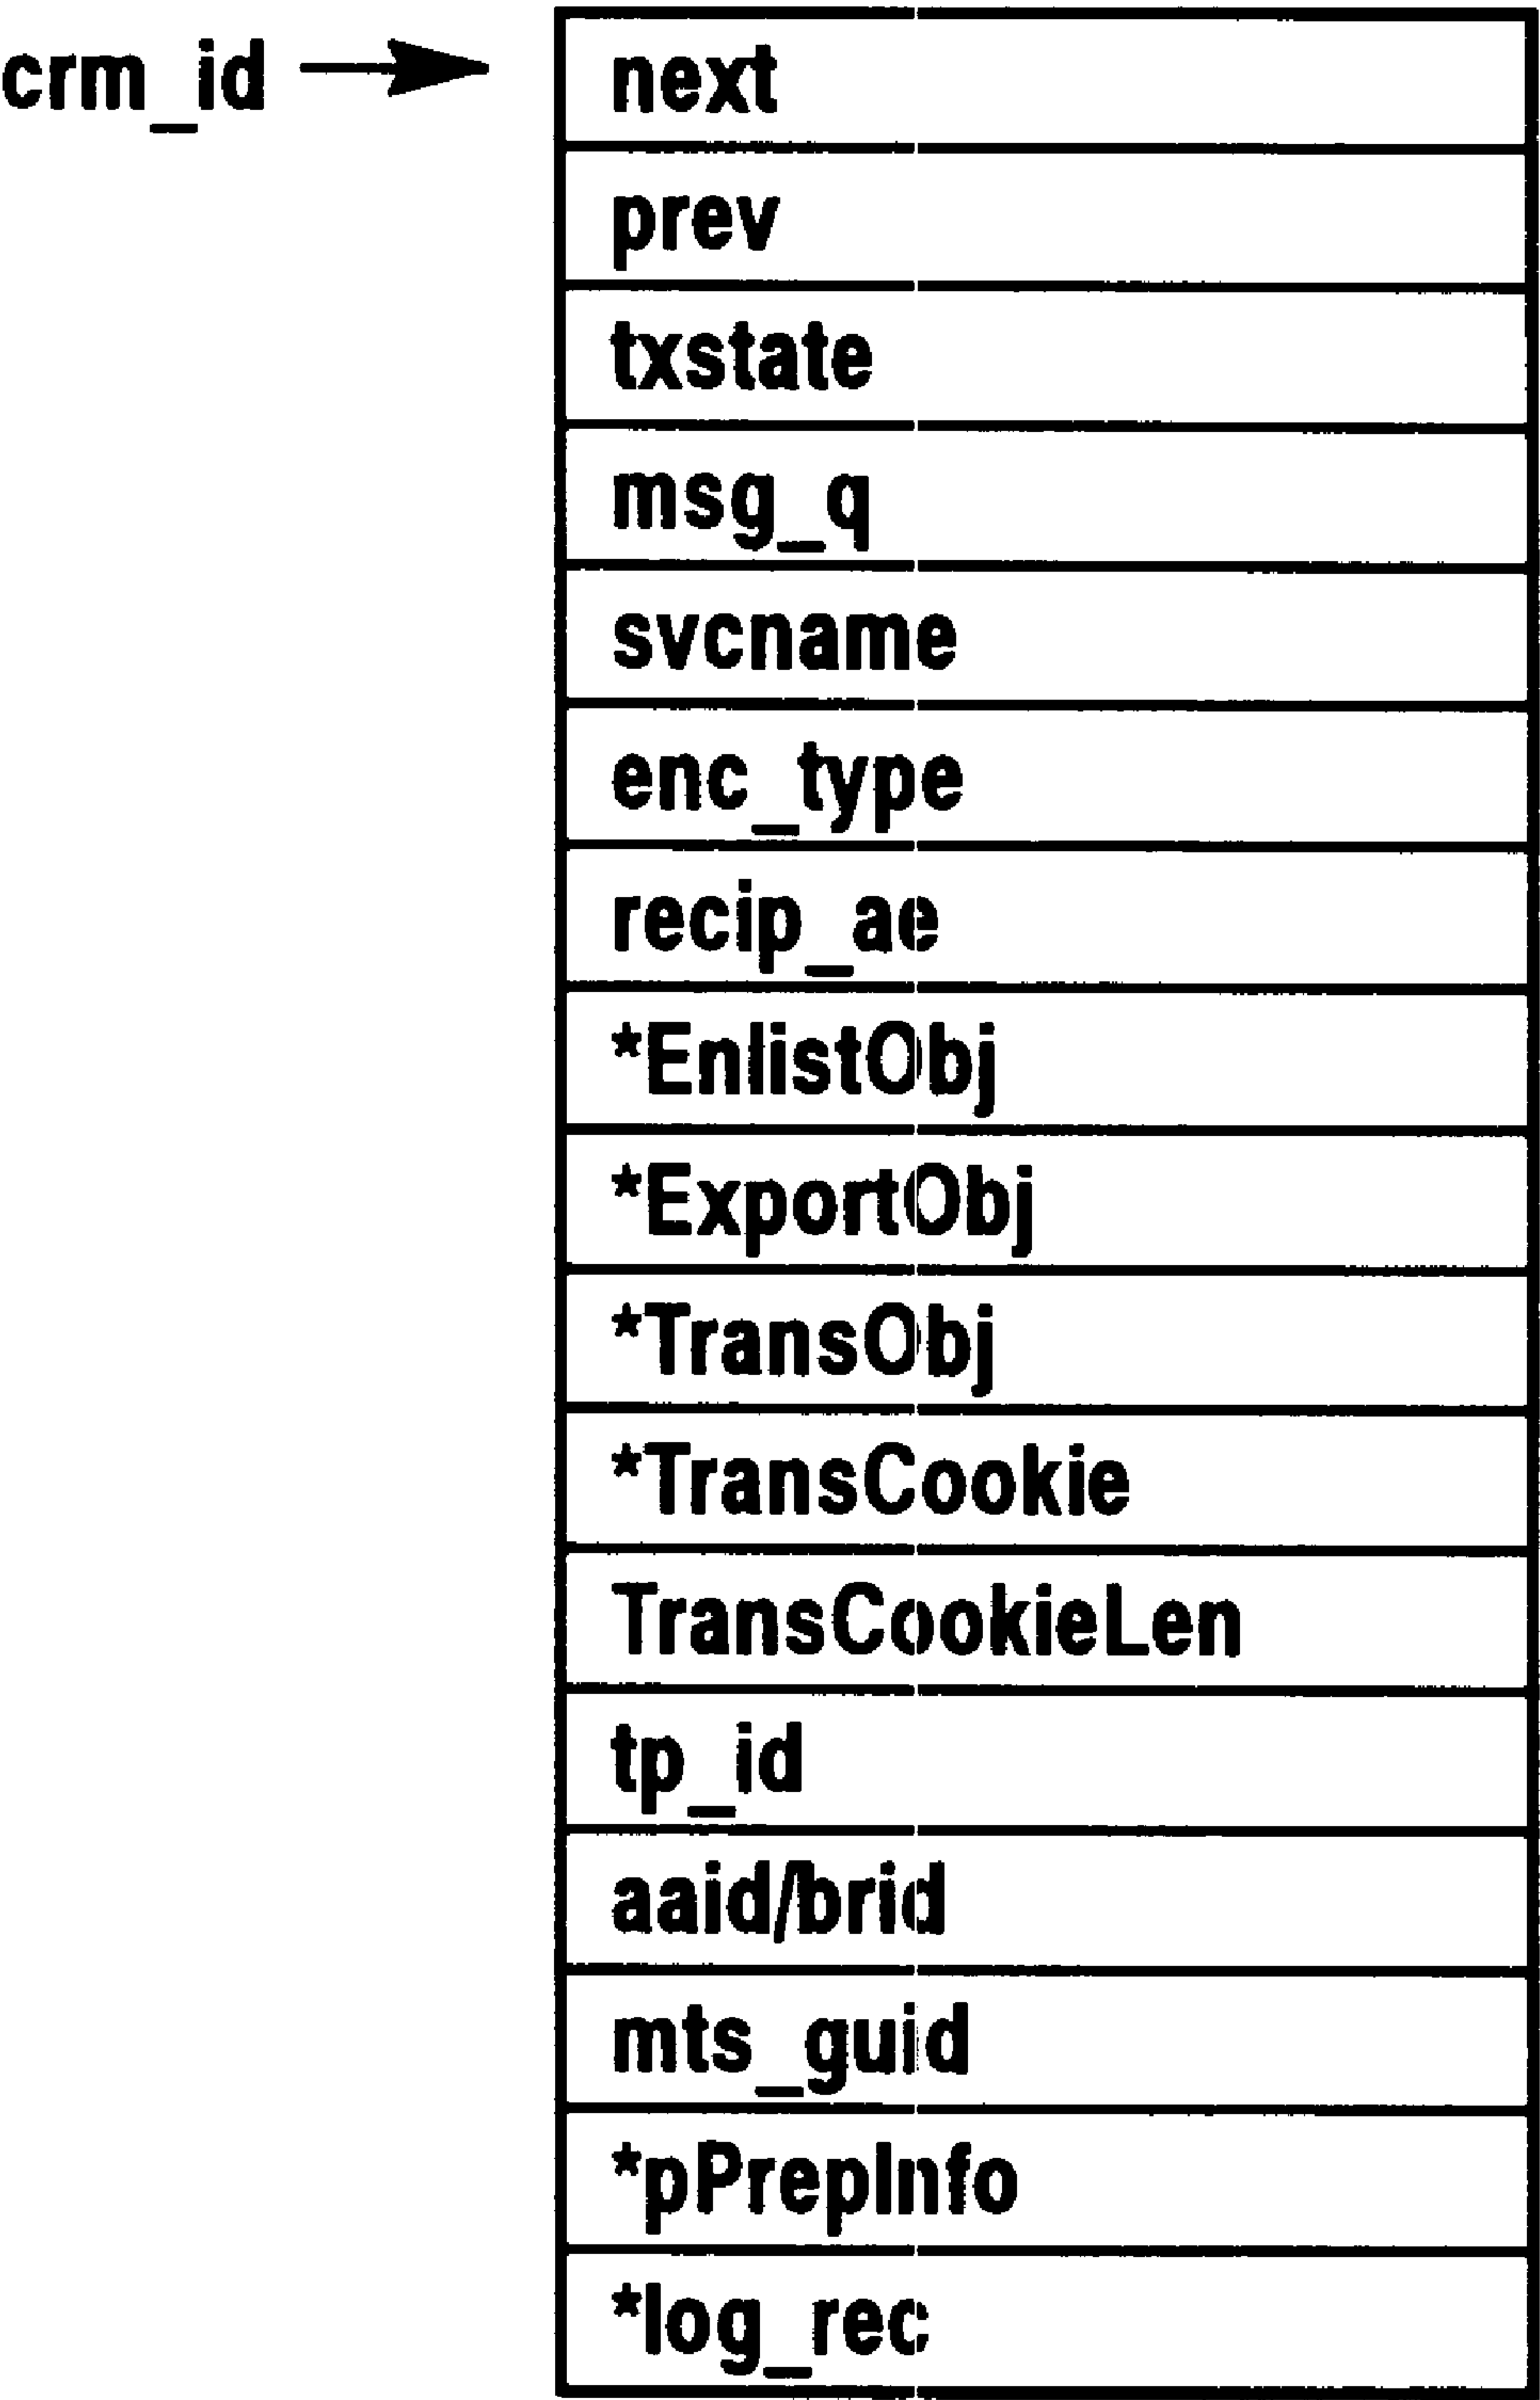 crm_id
next
prev
txstate
msg_q
svcname
enc_type
recip_ae
*EnlistObj
*ExportObj
*TransObj
*TransCookie
TransCookieLen
tp_id
aaid/brid
mts_guid
*pPrepInfo
*log_rec